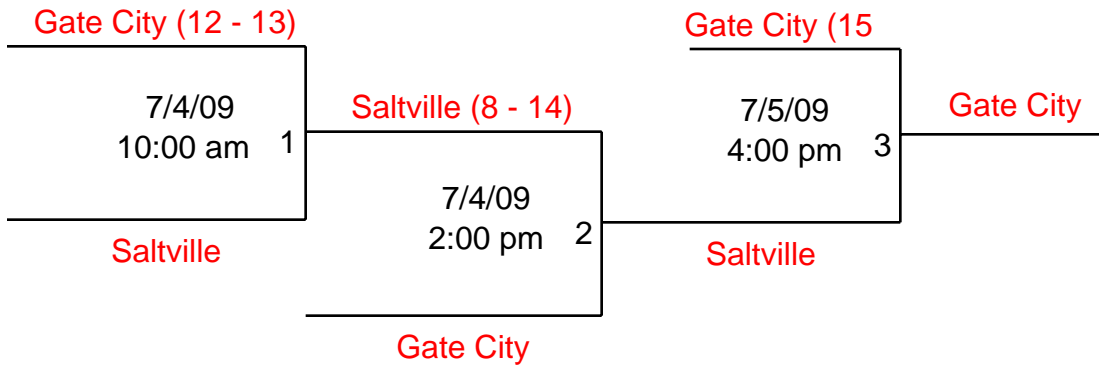 Gate City (12 - 13)
Gate City (15
7/4/09
10:00 am
1
Saltville (8 - 14)
7/5/09
4:00 pm
3
Gate City
7/4/09
2:00 pm
2
Saltville
Saltville
Gate City